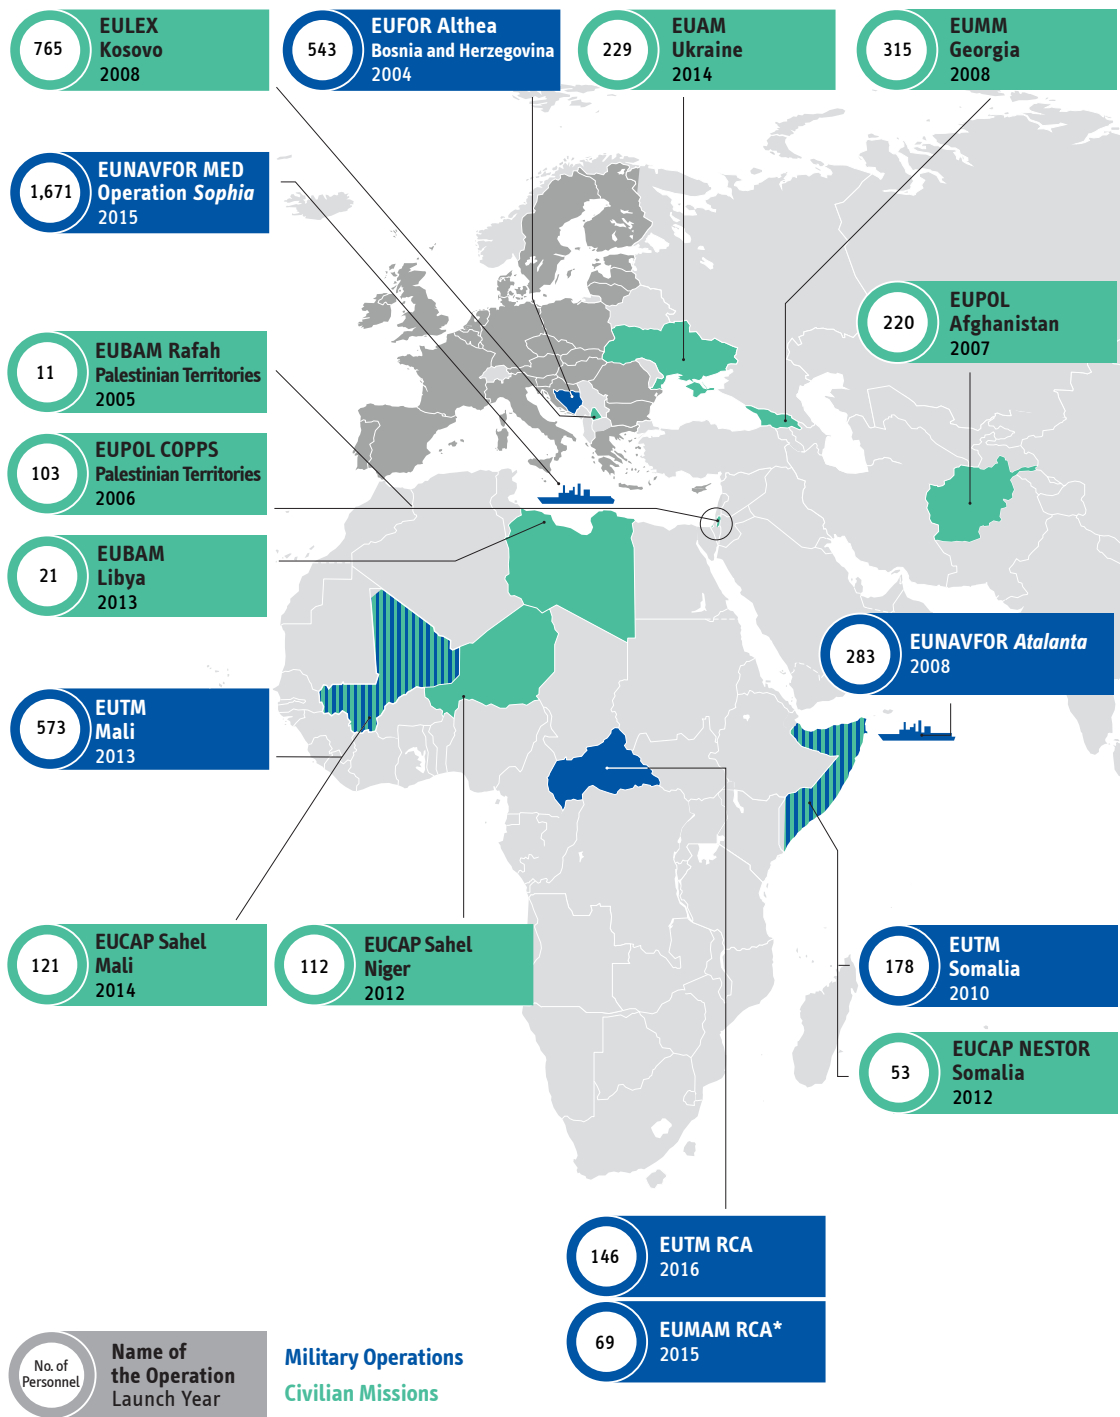 765
EULEX
Kosovo
2008
543
EUFOR Althea
Bosnia and Herzegovina
2004
229
EUAM
Ukraine
2014
315
EUMM
Georgia
2008
1,671
EUNAVFOR MED
Operation Sophia
2015
220
EUPOL
Afghanistan
2007
11
EUBAM Rafah
Palestinian Territories
2005
103
EUPOL COPPS
Palestinian Territories
2006
21
EUBAM
Libya
2013
283
EUNAVFOR Atalanta
2008
573
EUTM
Mali
2013
121
EUCAP Sahel
Mali
2014
112
EUCAP Sahel
Niger
2012
178
EUTM
Somalia
2010
53
EUCAP NESTOR
Somalia
2012
146
EUTM RCA
2016
69
EUMAM RCA*
2015
No. of
Personnel
Name of
the Operation
Launch Year
Military Operations
Civilian Missions